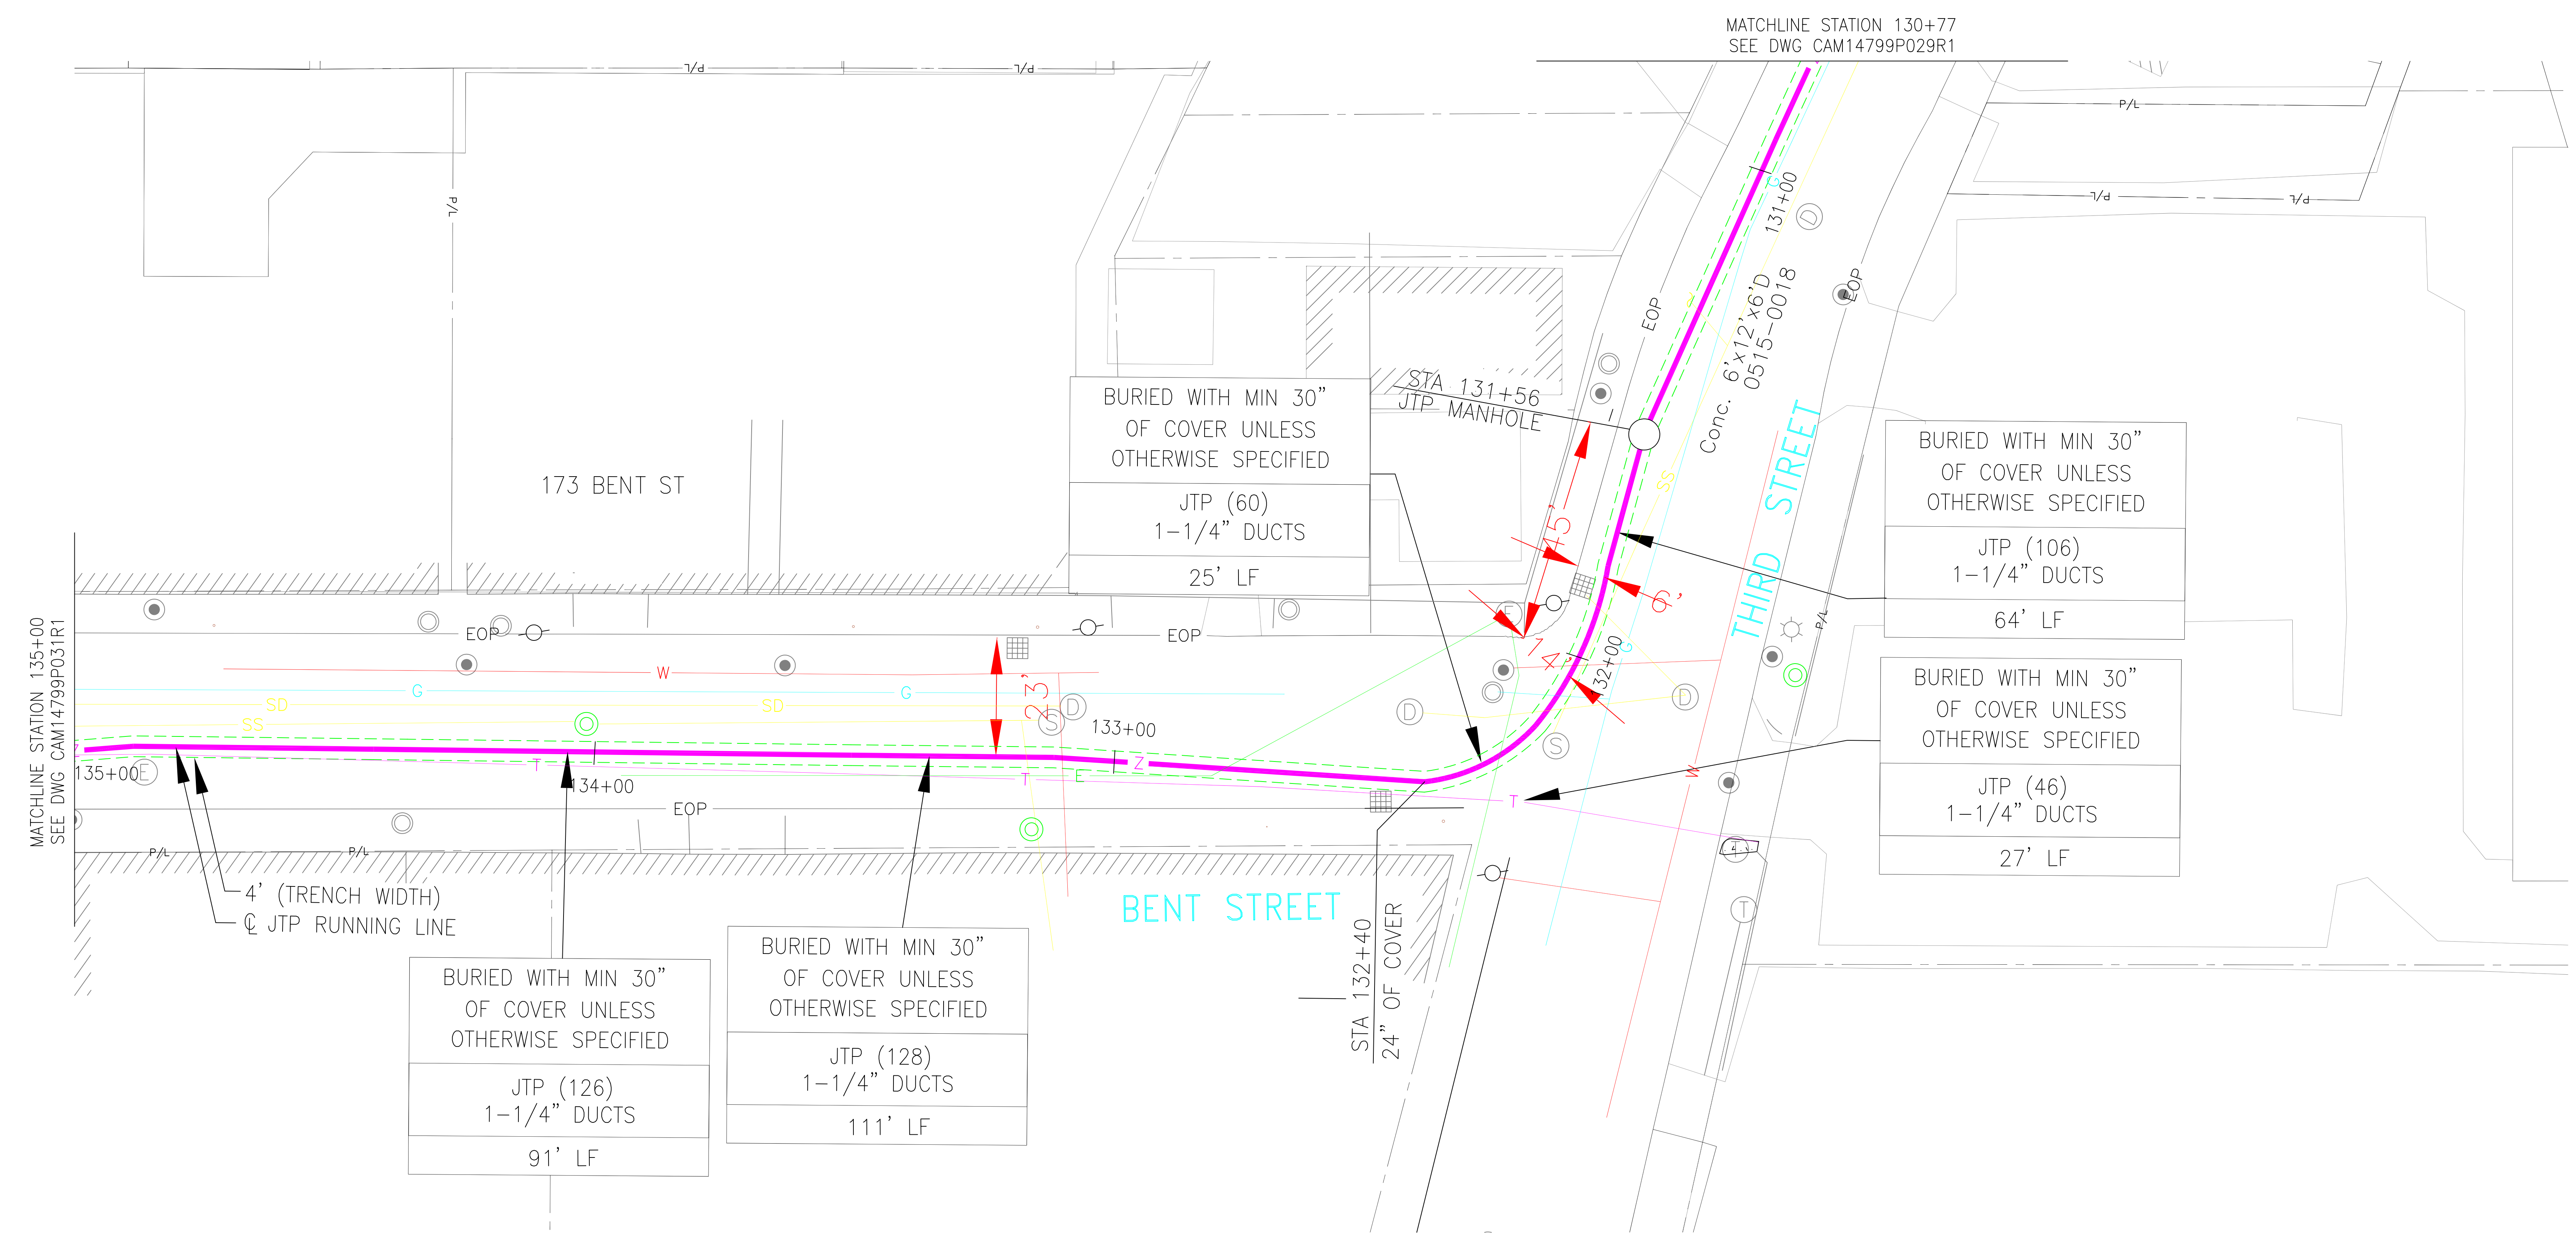 MATCHLINE STATION 130+77
SEE DWG CAM14799P029R1
P/L
P/L
P/L
P/L
P/L
P/L
131+00
G
D
EOP
EOP
Conc. 6'x12'x6'D
0515-0018
STA 131+56
JTP MANHOLE
BURIED WITH MIN 30"
OF COVER UNLESS
OTHERWISE SPECIFIED
JTP (60)
1-1/4" DUCTS
25' LF
BURIED WITH MIN 30"
OF COVER UNLESS
OTHERWISE SPECIFIED
JTP (106)
1-1/4" DUCTS
64' LF
BURIED WITH MIN 30"
OF COVER UNLESS
OTHERWISE SPECIFIED
JTP (46)
1-1/4" DUCTS
27' LF
173 BENT ST
THIRD STREET
P/L
SS
45'
6'
14'
132+00
G
E
D
D
S
W
T
T
T
MATCHLINE STATION 135+00
SEE DWG CAM14799P031R1
EOP
EOP
W
G
G
SD
SD
SS
23'
D
S
133+00
Z
Z
135+00
E
T
134+00
T
E
EOP
P/L
P/L
4' (TRENCH WIDTH)
℄ JTP RUNNING LINE
BENT STREET
STA 132+40
24" OF COVER
BURIED WITH MIN 30"
OF COVER UNLESS
OTHERWISE SPECIFIED
JTP (126)
1-1/4" DUCTS
91' LF
BURIED WITH MIN 30"
OF COVER UNLESS
OTHERWISE SPECIFIED
JTP (128)
1-1/4" DUCTS
111' LF